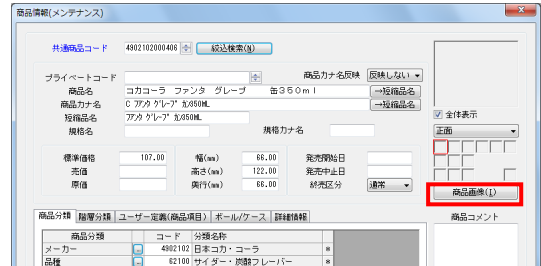 商品情報(メンテナンス)
共通商品コード 4902102000406 絞込検索(N)
プライベートコード 商品カナ名反映 反映しない
商品名 コカコーラ ファンタ グレープ 缶350ml →短縮品名
商品カナ名 C ファンタ グレープ カン350ML →短縮品名
短縮品名 ファンタ グレープ カン350ML 全体表示
規格名 規格カナ名 正面
標準価格 107.00 幅(mm) 66.00 発売開始日
売価 高さ(mm) 122.00 発売中止日
原価 奥行(mm) 66.00 終売区分 通常 商品画像(I)
商品分類 階層分類 ユーザー定義(商品項目) ボール/ケース 詳細情報 商品コメント
商品分類 コード 分類名称
メーカー 4902102 日本コカ・コーラ *
品種 62100 サイダー・炭酸フレーバー *